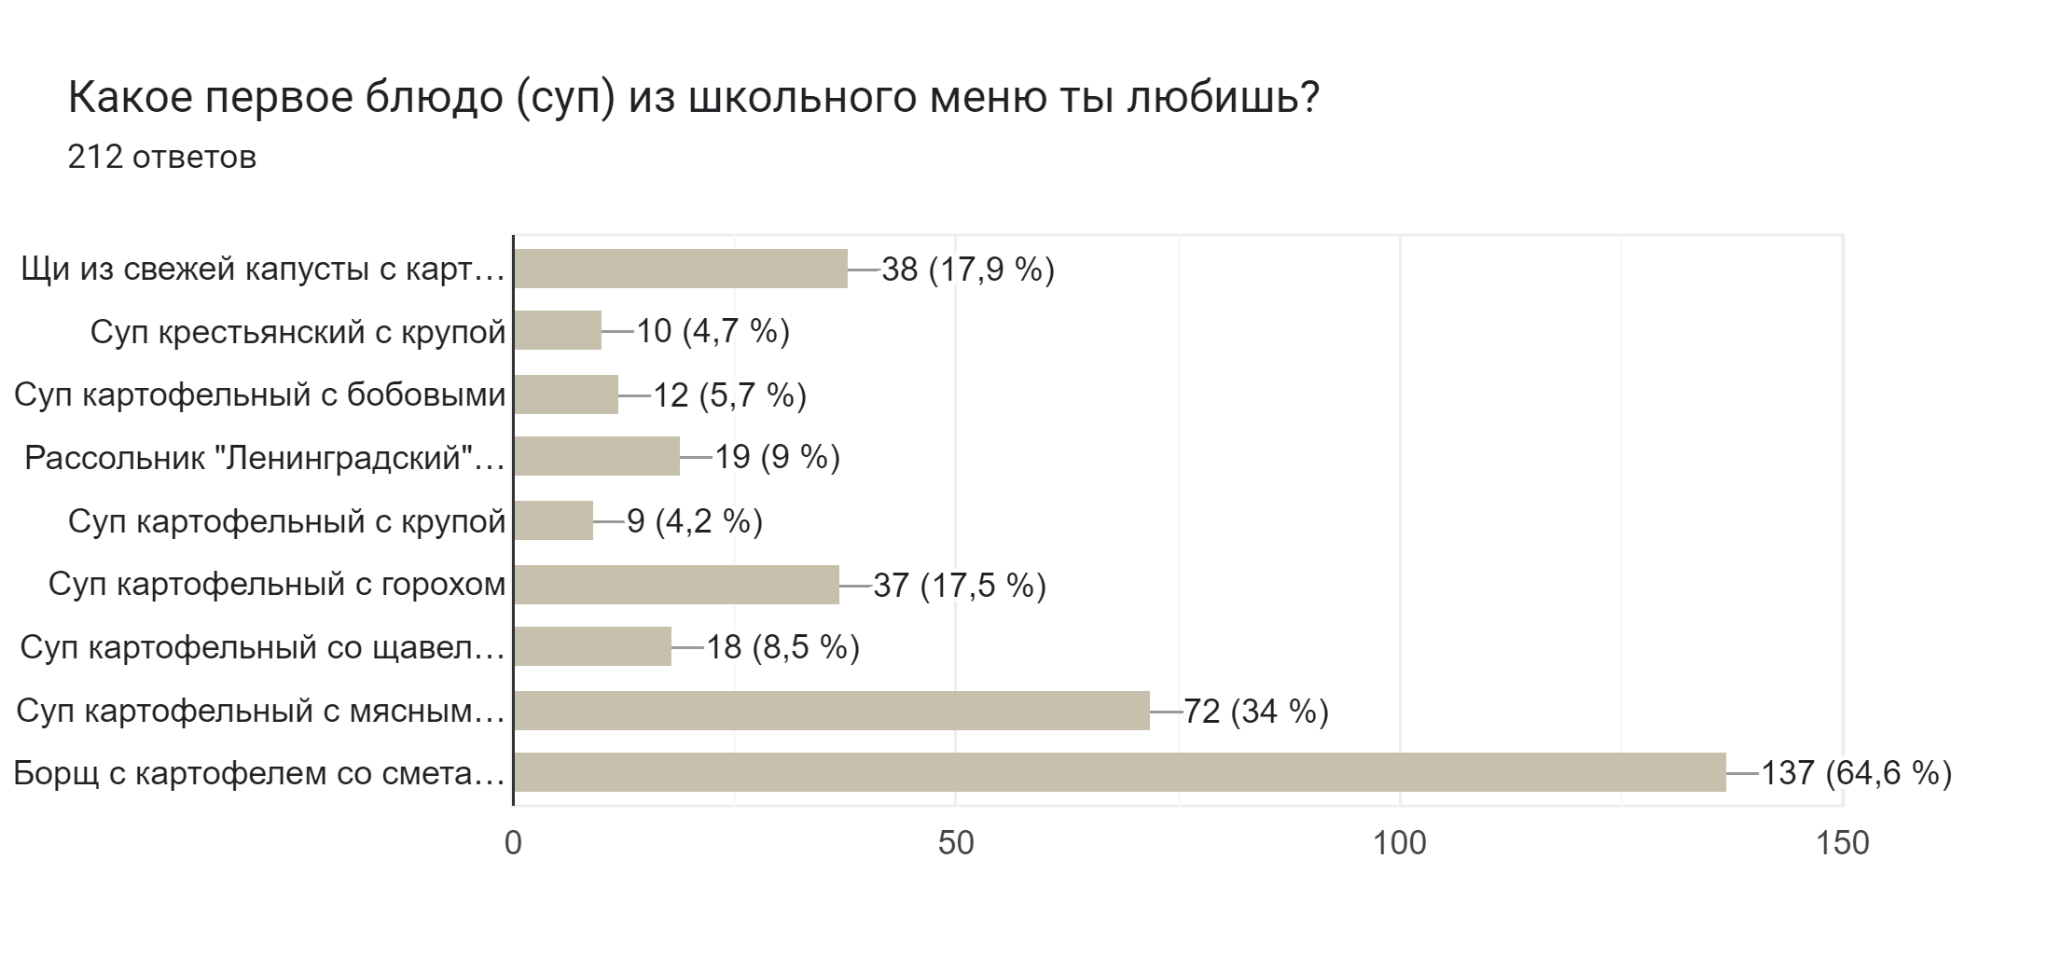 Какое первое блюдо (суп) из школьного меню ты любишь?
212 ответов
Щи из свежей капусты с карт… 38 (17,9 %)
Суп крестьянский с крупой 10 (4,7 %)
Суп картофельный с бобовыми 12 (5,7 %)
Рассольник "Ленинградский"… 19 (9 %)
Суп картофельный с крупой 9 (4,2 %)
Суп картофельный с горохом 37 (17,5 %)
Суп картофельный со щавел… 18 (8,5 %)
Суп картофельный с мясным… 72 (34 %)
Борщ с картофелем со смета… 137 (64,6 %)
0 50 100 150